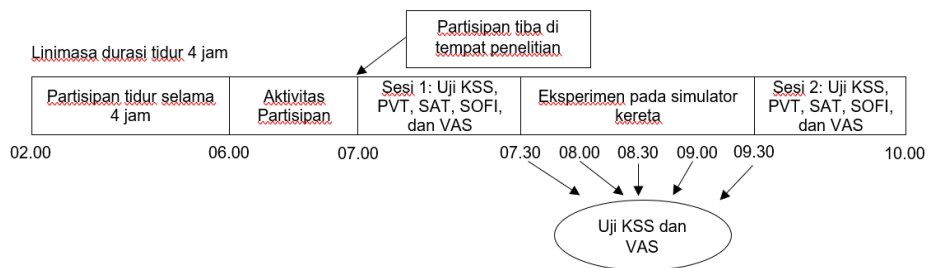 Partisipan tiba di
tempat penelitian
Linimasa durasi tidur 4 jam
Partisipan tidur selama
4 jam
Aktivitas
Partisipan
Sesi 1: Uji KSS,
PVT, SAT, SOFI,
dan VAS
Eksperimen pada simulator
kereta
Sesi 2: Uji KSS,
PVT, SAT, SOFI,
dan VAS
02.00
06.00
07.00
07.30
08.00
08.30
09.00
09.30
10.00
Uji KSS dan
VAS